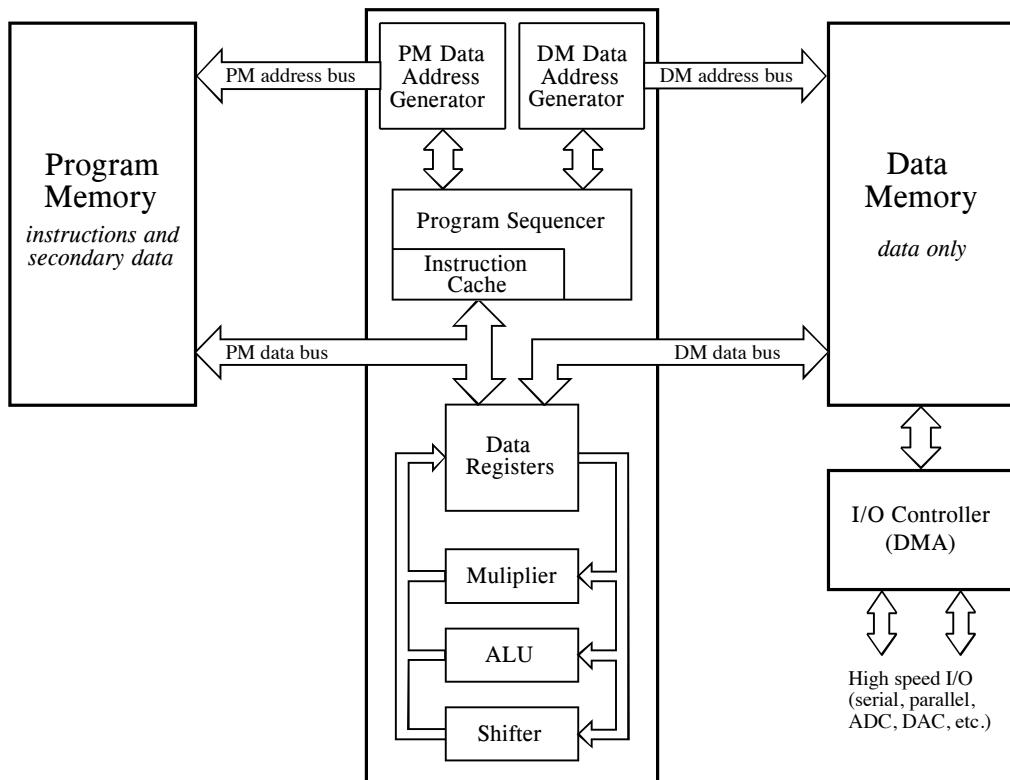 PM Data
Address
Generator
DM Data
Address
Generator
PM address bus
DM address bus
Program
Memory
instructions and
secondary data
Program Sequencer
Instruction
Cache
Data
Memory
data only
PM data bus
DM data bus
Data
Registers
Muliplier
ALU
Shifter
I/O Controller
(DMA)
High speed I/O
(serial, parallel,
ADC, DAC, etc.)